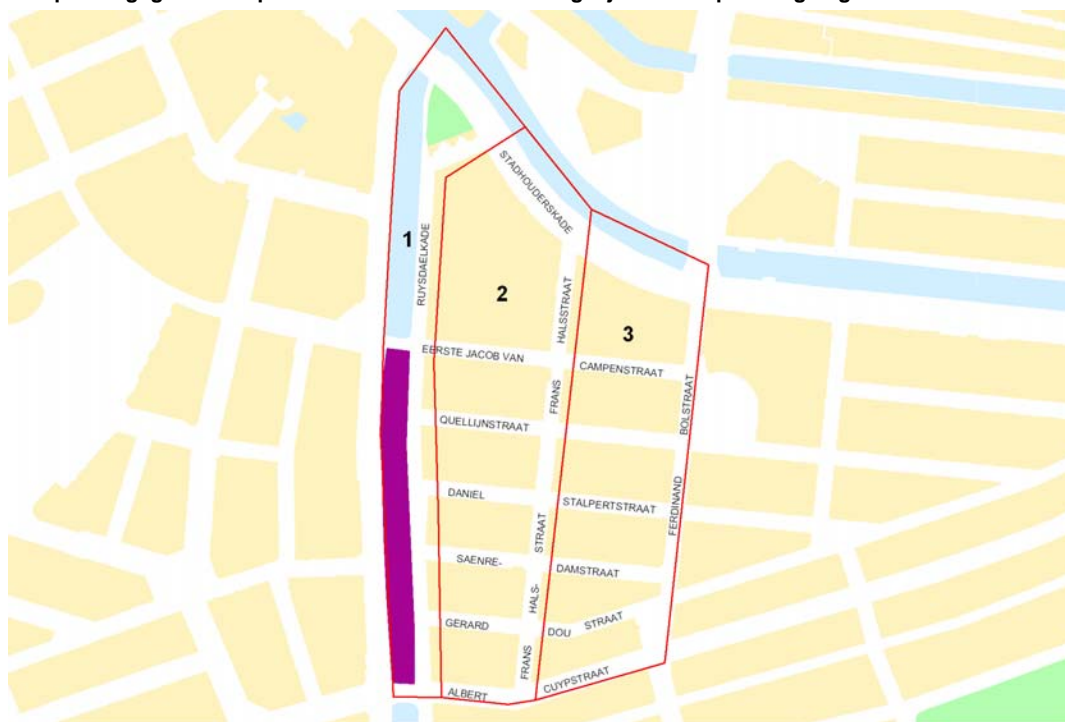 STADHOUDERSKADE
1
RUYSDAELKADE
2
HALSSTRAAT
3
EERSTE JACOB VAN
CAMPENSTRAAT
FRANS
BOLSTRAAT
QUELLIJNSTRAAT
DANIEL
STALPERTSTRAAT
FERDINAND
STRAAT
SAENRE-
DAMSTRAAT
HALS-
GERARD
DOU
STRAAT
FRANS
ALBERT
CUYPSTRAAT